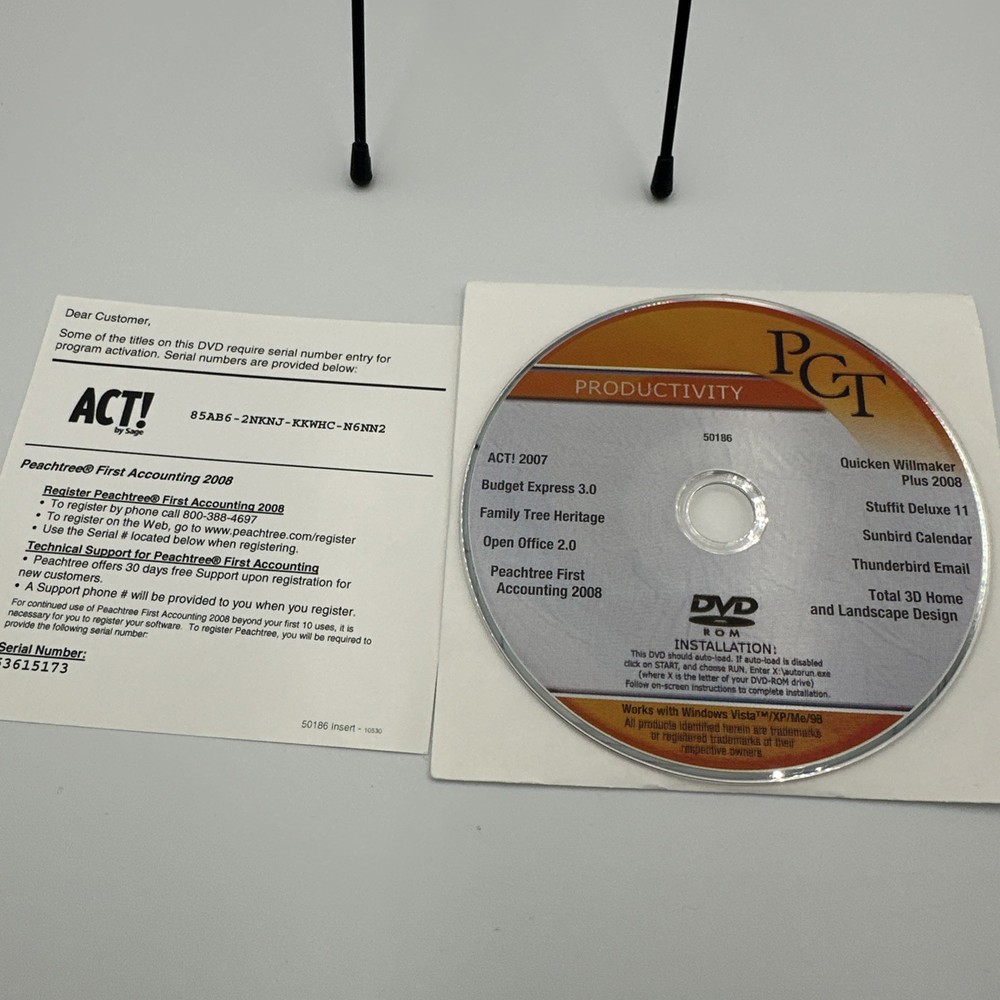 Dear Customer,
Some of the titles on this DVD require serial number entry for
program activation. Serial numbers are provided below:
ACT!
by Sage
85AB6-2NKNJ-KKWHC-N6NN2
Peachtree® First Accounting 2008
Register Peachtree® First Accounting 2008
• To register by phone call 800-388-4697
• To register on the Web, go to www.peachtree.com/register
• Use the Serial # located below when registering.
Technical Support for Peachtree® First Accounting
• Peachtree offers 30 days free Support upon registration for
new customers.
• A Support phone # will be provided to you when you register.
For continued use of Peachtree First Accounting 2008 beyond your first 10 uses, it is
necessary for you to register your software. To register Peachtree, you will be required to
provide the following serial number:
Serial Number:
3615173
50186 Insert - 10530
PCT
PRODUCTIVITY
50186
ACT! 2007
Budget Express 3.0
Family Tree Heritage
Open Office 2.0
Peachtree First
Accounting 2008
Quicken Willmaker
Plus 2008
Stuffit Deluxe 11
Sunbird Calendar
Thunderbird Email
Total 3D Home
and Landscape Design
DVD
ROM
INSTALLATION:
This DVD should auto-load. If auto-load is disabled
click on START, and choose RUN. Enter X:\autorun.exe
(where X is the letter of your DVD-ROM drive)
Follow on-screen instructions to complete installation.
Works with Windows Vista™/XP/Me/98
All products identified herein are trademarks
or registered trademarks of their
respective owners.